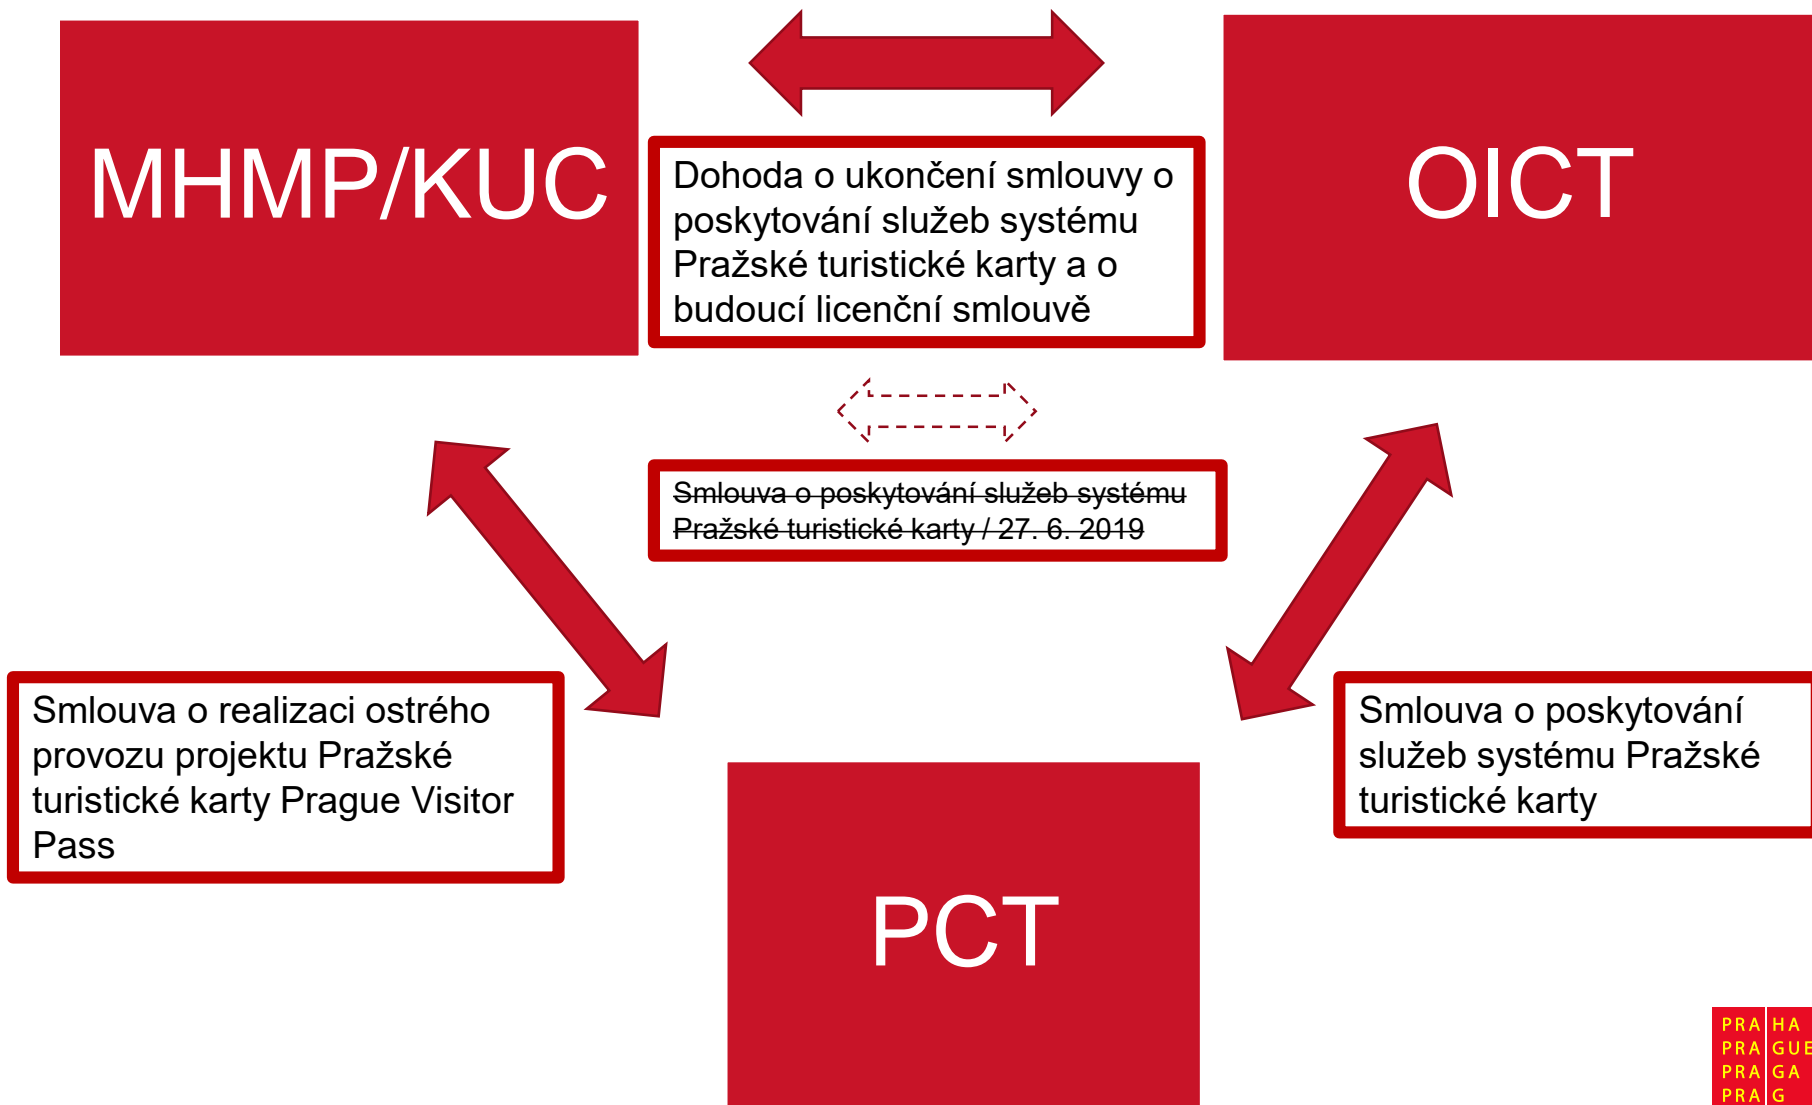 MHMP/KUC
Dohoda o ukončení smlouvy o
poskytování služeb systému
Pražské turistické karty a o
budoucí licenční smlouvě
OICT
Smlouva o poskytování služeb systému
Pražské turistické karty / 27. 6. 2019
Smlouva o realizaci ostrého
provozu projektu Pražské
turistické karty Prague Visitor
Pass
Smlouva o poskytování
služeb systému Pražské
turistické karty
PCT
PRA HA
PRA GUE
PRA GA
PRA G